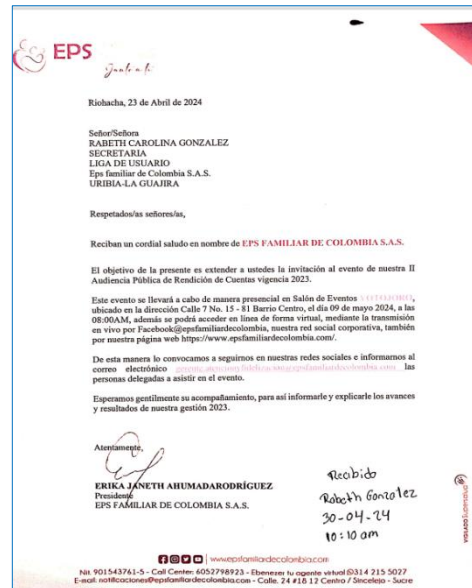 EPS
Junto a ti
Riohacha, 23 de Abril de 2024
Señor/Señora
RABETH CAROLINA GONZALEZ
SECRETARIA
LIGA DE USUARIO
Eps familiar de Colombia S.A.S.
URIBIA-LA GUAJIRA
Respetados/as señores/as,
Reciban un cordial saludo en nombre de EPS FAMILIAR DE COLOMBIA S.A.S.
El objetivo de la presente es extender a ustedes la invitación al evento de nuestra II
Audiencia Pública de Rendición de Cuentas vigencia 2023.
Este evento se llevará a cabo de manera presencial en Salón de Eventos
ubicado en la dirección Calle 7 No. 15 - 81 Barrio Centro, el día 09 de mayo 2024, a las
08:00AM, además se podrá acceder en línea de forma virtual, mediante la transmisión
en vivo por Facebook@epsfamiliardecolombia, nuestra red social corporativa, también
por nuestra página web https://www.epsfamiliardecolombia.com/.
De esta manera lo convocamos a seguirnos en nuestras redes sociales e informarnos al
correo electrónico las
personas delegadas a asistir en el evento.
Esperamos gentilmente su acompañamiento, para así informarle y explicarle los avances
y resultados de nuestra gestión 2023.
Atentamente,
ERIKA JANETH AHUMADARODRÍGUEZ
Presidente
EPS FAMILIAR DE COLOMBIA S.A.S.
Recibido
Rabeth Gonzalez
30-04-24
10:10 am
VIGILADO Supersalud
www.epsfamiliardecolombia.com
Nit. 901543761-5 - Call Center: 6052798923 - Ebenezer tu agente virtual 314 215 5027
E-mail: notificaciones@epsfamiliardecolombia.com - Calle. 24 #18 12 Centro / Sincelejo - Sucre